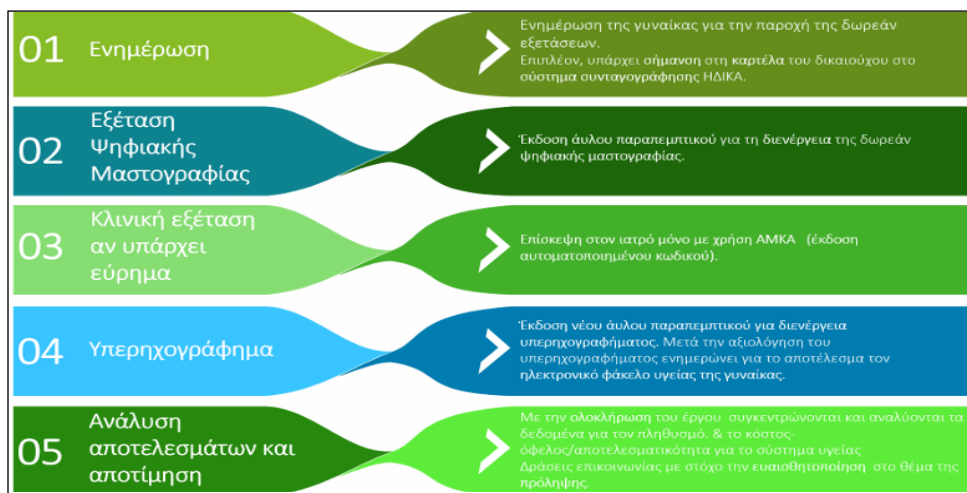 01
Ενημέρωση
Ενημέρωση της γυναίκας για την παροχή της δωρεάν
εξετάσεων.
Επιπλέον, υπάρχει σήμανση στη καρτέλα του δικαιούχου στο
σύστημα συνταγογράφησης ΗΔΙΚΑ.
02
Εξέταση
Ψηφιακής
Μαστογραφίας
Έκδοση άυλου παραπεμπτικού για τη διενέργεια της δωρεάν
ψηφιακής μαστογραφίας.
03
Κλινική εξέταση
αν υπάρχει
εύρημα
Επίσκεψη στον ιατρό μόνο με χρήση ΑΜΚΑ (έκδοση
αυτοματοποιημένου κωδικού).
04
Υπερηχογράφημα
Έκδοση νέου άυλου παραπεμπτικού για διενέργεια
υπερηχογραφήματος. Μετά την αξιολόγηση του
υπερηχογραφήματος ενημερώνει για το αποτέλεσμα τον
ηλεκτρονικό φάκελο υγείας της γυναίκας.
05
Ανάλυση
αποτελεσμάτων και
αποτίμηση
Με την ολοκλήρωση του έργου συγκεντρώνονται και αναλύονται τα
δεδομένα για τον πληθυσμό. & το κόστος-
όφελος/αποτελεσματικότητα για το σύστημα υγείας
Δράσεις επικοινωνίας με στόχο την ευαισθητοποίηση στο θέμα της
πρόληψης.